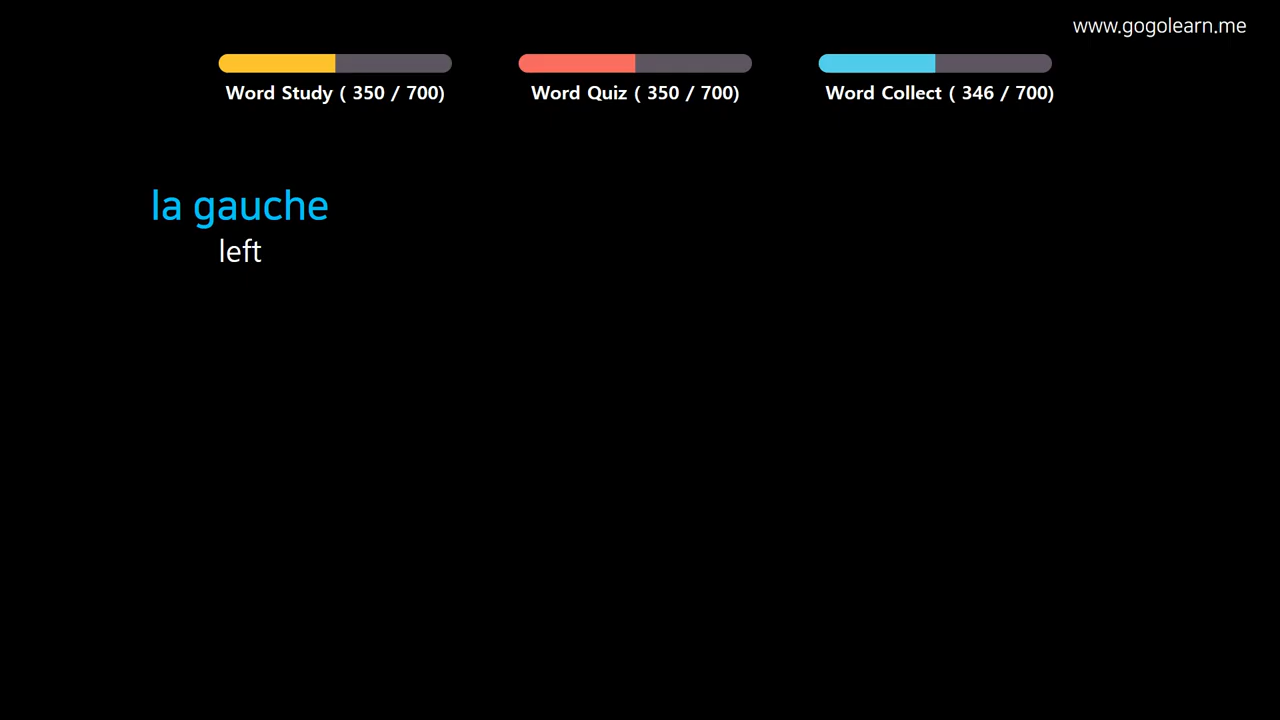 www.gogolearn.me
Word Study ( 350 / 700)
Word Quiz ( 350 / 700)
Word Collect ( 346 / 700)
la gauche
left